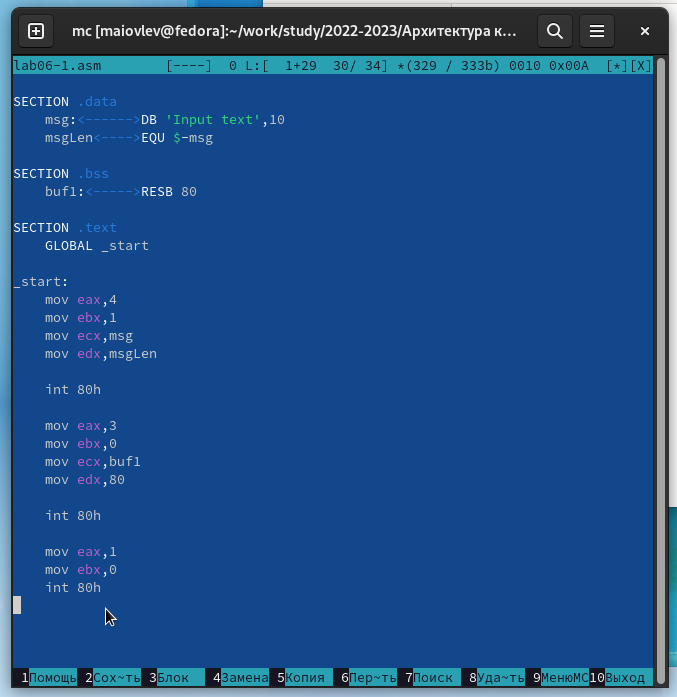 mc [maiovlev@fedora]:~/work/study/2022-2023/Архитектура к...
lab06-1.asm [----] 0 L:[ 1+29 30/ 34] *(329 / 333b) 0010 0x00A [*][X]
SECTION .data
msg:<------>DB 'Input text',10
msgLen<---->EQU $-msg
SECTION .bss
buf1:<----->RESB 80
SECTION .text
GLOBAL _start
_start:
mov eax,4
mov ebx,1
mov ecx,msg
mov edx,msgLen
int 80h
mov eax,3
mov ebx,0
mov ecx,buf1
mov edx,80
int 80h
mov eax,1
mov ebx,0
int 80h
1Помощь 2Сох~ть 3Блок 4Замена 5Копия 6Пер~ть 7Поиск 8Уда~ть 9МенюMC 10Выход